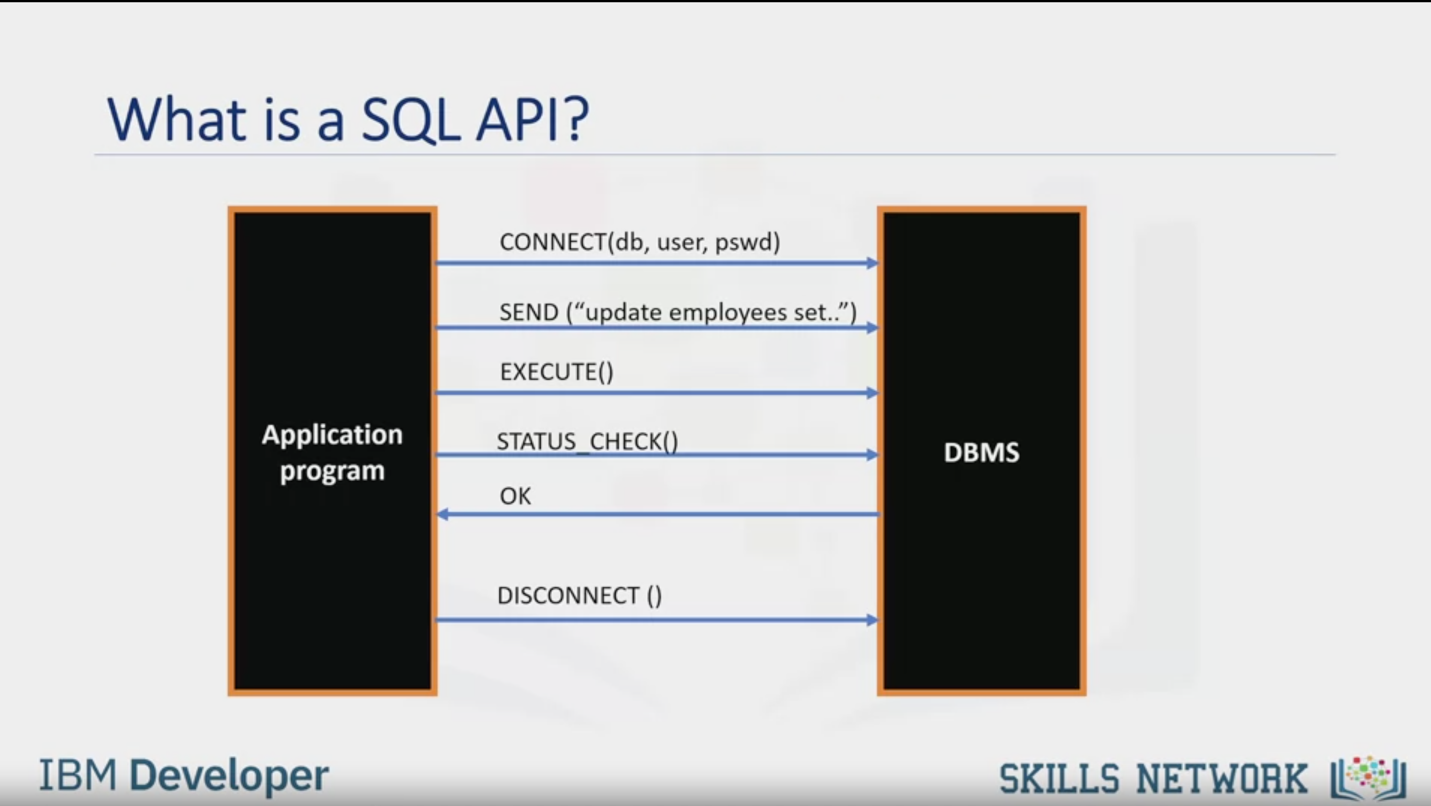 What is a SQL API?
CONNECT(db, user, pswd)
SEND (“update employees set..”)
EXECUTE()
STATUS_CHECK()
OK
DISCONNECT ()
Application
program
DBMS
IBM Developer
SKILLS NETWORK